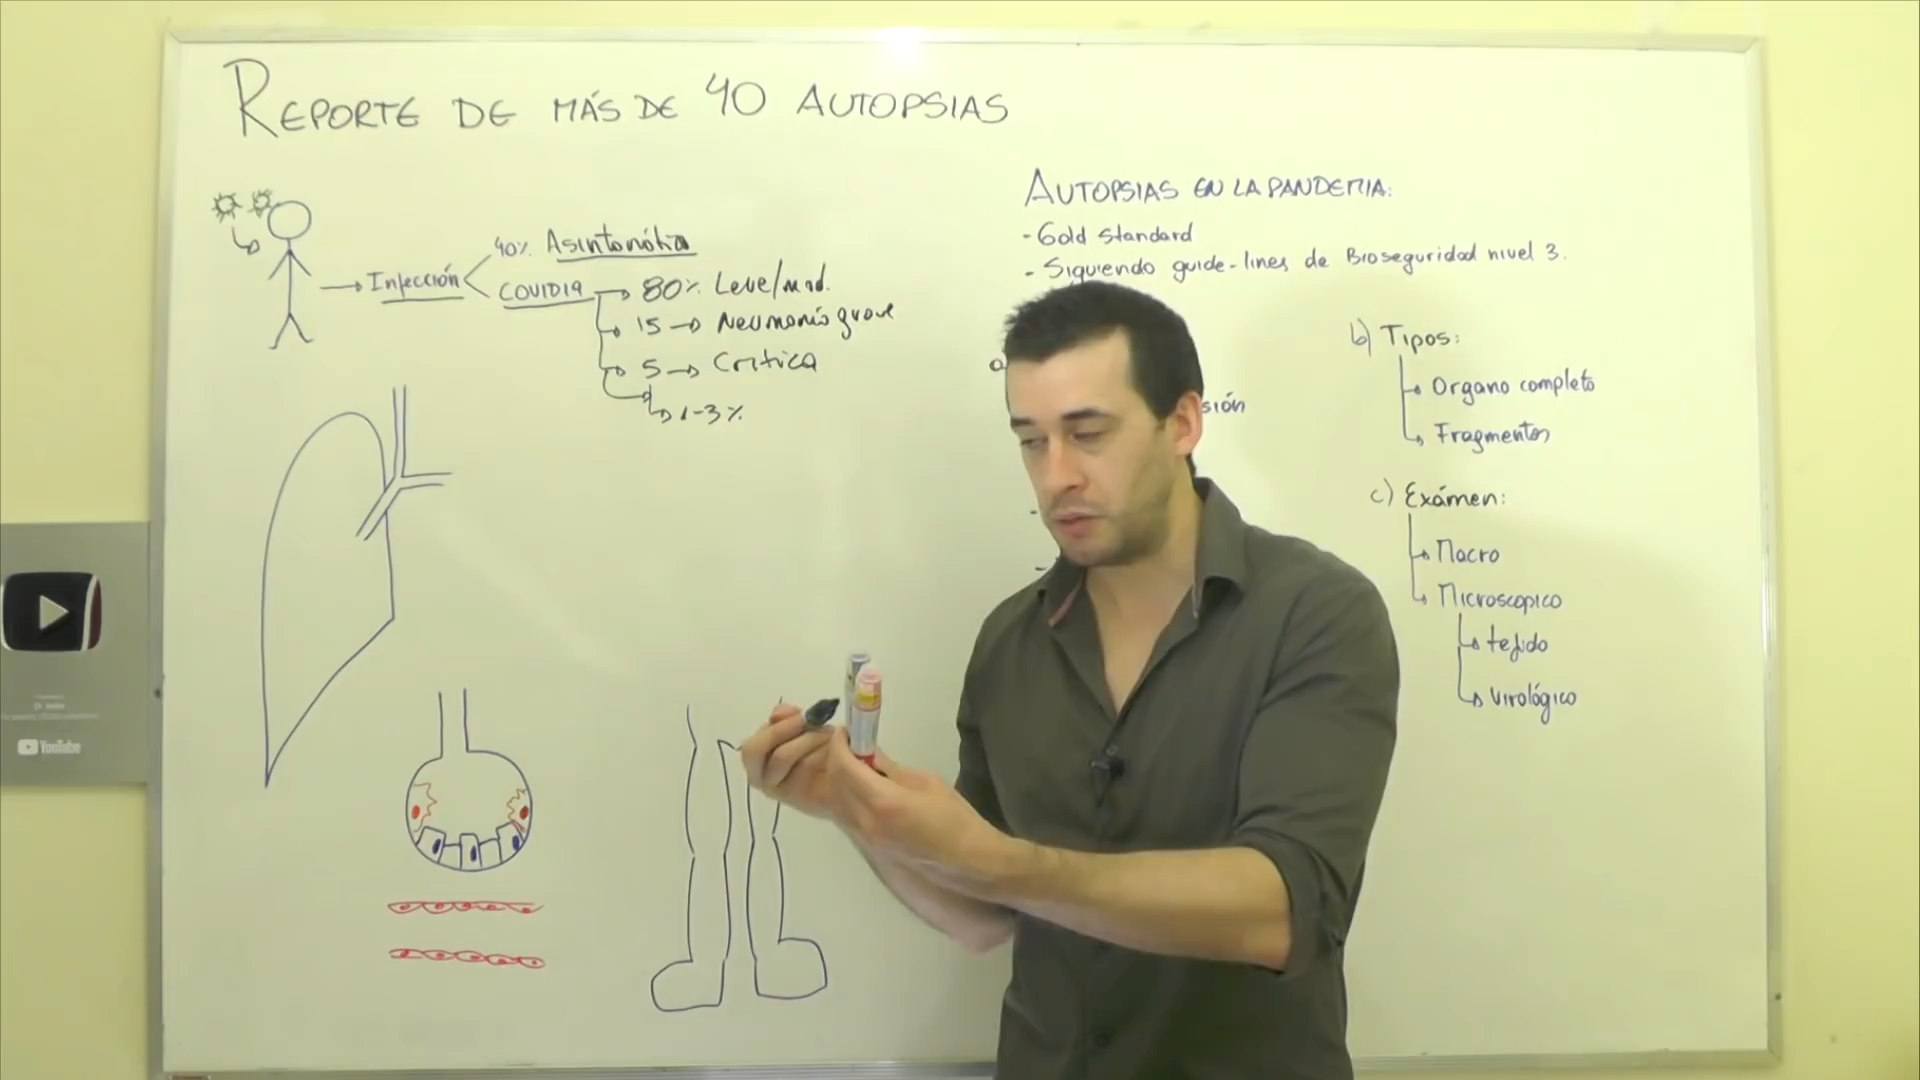 REPORTE DE MÁS DE 40 AUTOPSIAS
40% Asintomática
Infección
COVID19 80% Leve/mod.
15 Neumonía grave
5 Crítica
1-3%
AUTOPSIAS EN LA PANDEMIA:
- Gold standard
- Siguiendo guide-lines de Bioseguridad nivel 3.
a
sión
-
-
b) Tipos:
Organo completo
Fragmentos
c) Exámen:
Macro
Microscopico
tejido
Virológico
YouTube